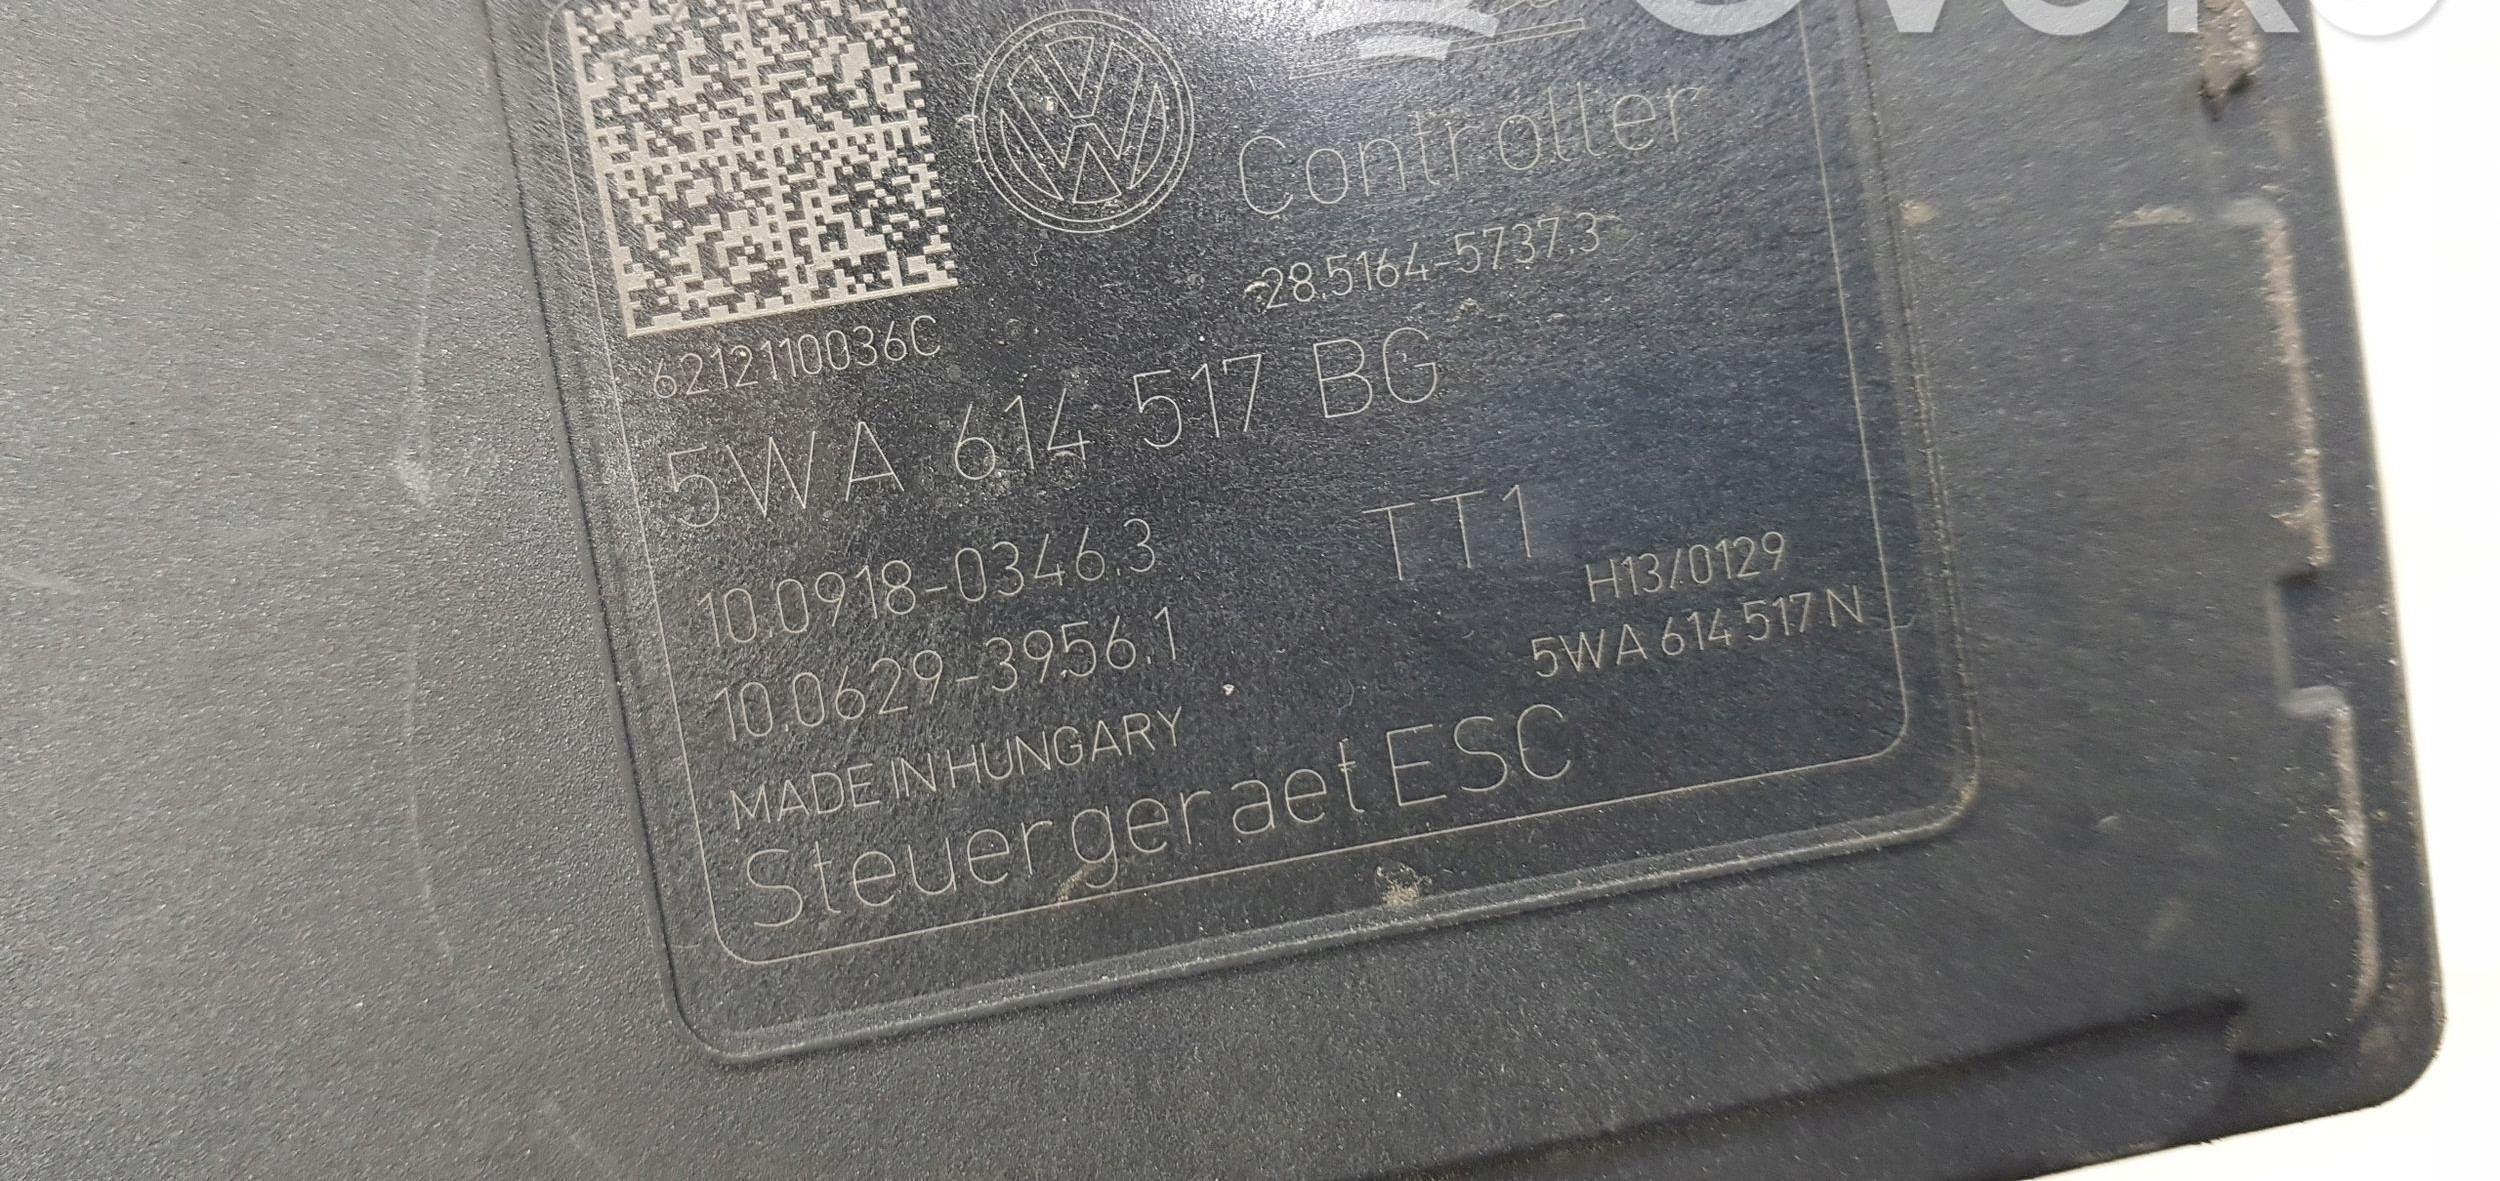 Controller
28.5164-5737.3
6212110036C
5WA 614 517 BG
10.0918-0346.3 TT1
H13/0129
10.0629-3956.1
5WA 614 517 N
MADE IN HUNGARY
Steuergeraet ESC